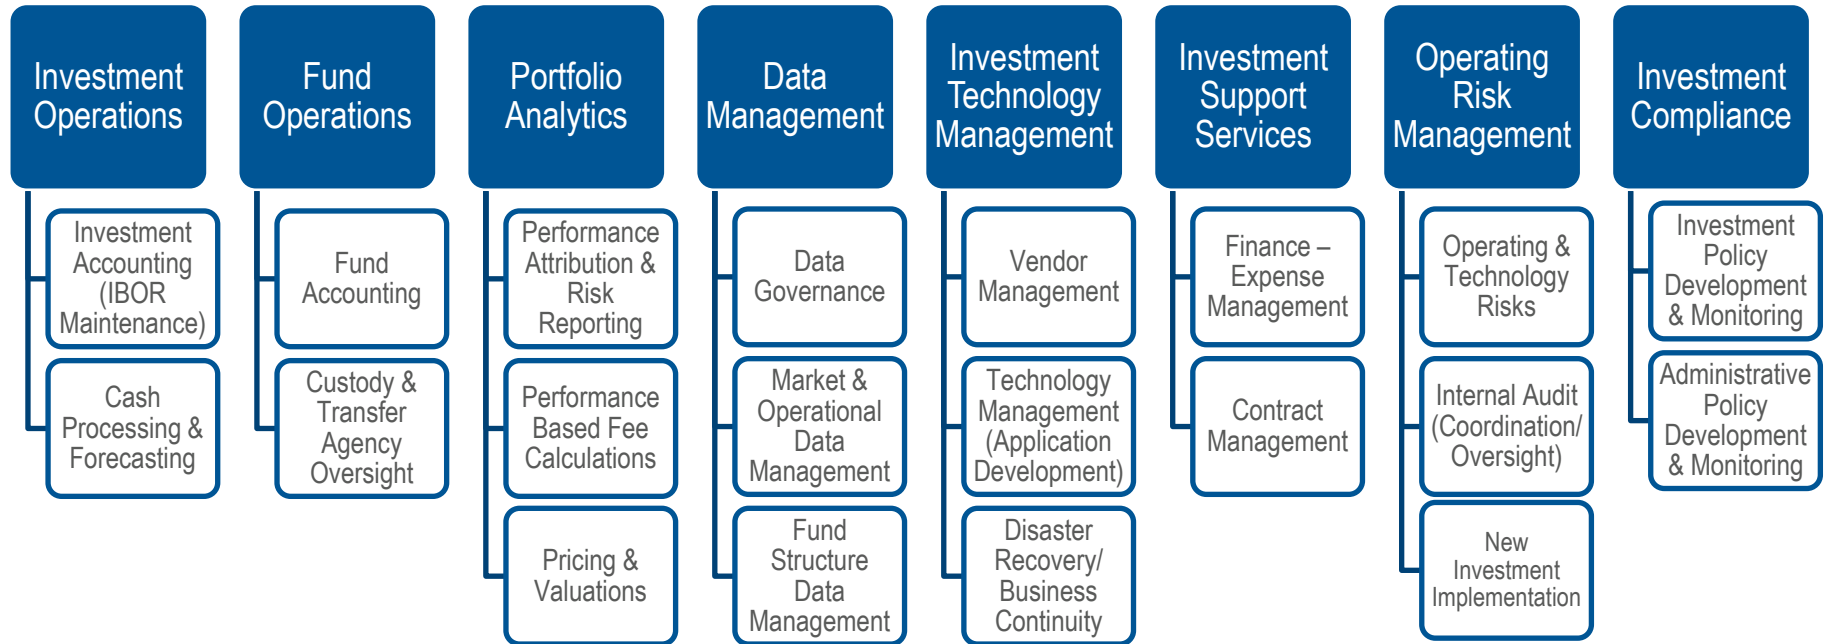 Investment
Operations
Investment
Accounting
(IBOR
Maintenance)
Cash
Processing &
Forecasting
Fund
Operations
Fund
Accounting
Custody &
Transfer
Agency
Oversight
Portfolio
Analytics
Performance
Attribution &
Risk
Reporting
Performance
Based Fee
Calculations
Pricing &
Valuations
Data
Management
Data
Governance
Market &
Operational
Data
Management
Fund
Structure
Data
Management
Investment
Technology
Management
Vendor
Management
Technology
Management
(Application
Development)
Disaster
Recovery/
Business
Continuity
Investment
Support
Services
Finance –
Expense
Management
Contract
Management
Operating
Risk
Management
Operating &
Technology
Risks
Internal Audit
(Coordination/
Oversight)
New
Investment
Implementation
Investment
Compliance
Investment
Policy
Development
& Monitoring
Administrative
Policy
Development
& Monitoring